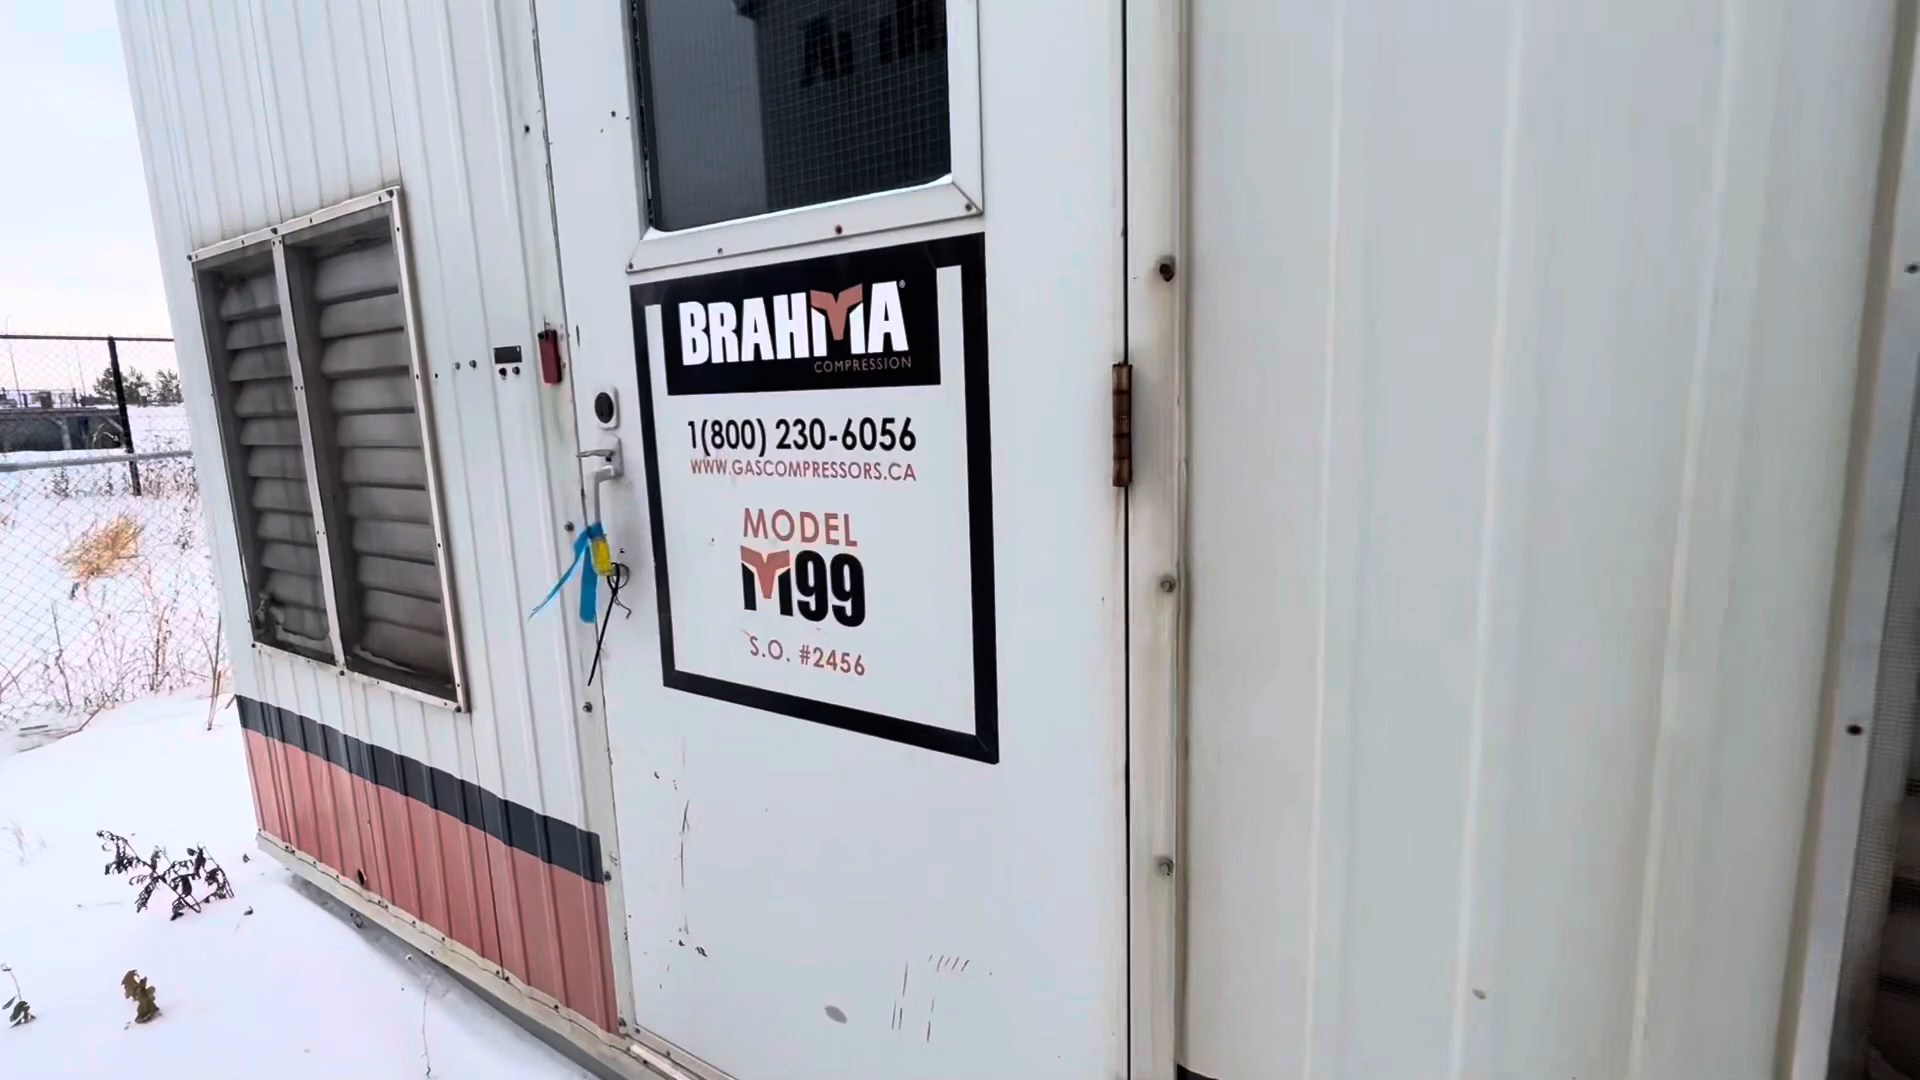 BRAHMA®
COMPRESSION
1(800) 230-6056
WWW.GASCOMPRESSORS.CA
MODEL
M99
S.O. #2456